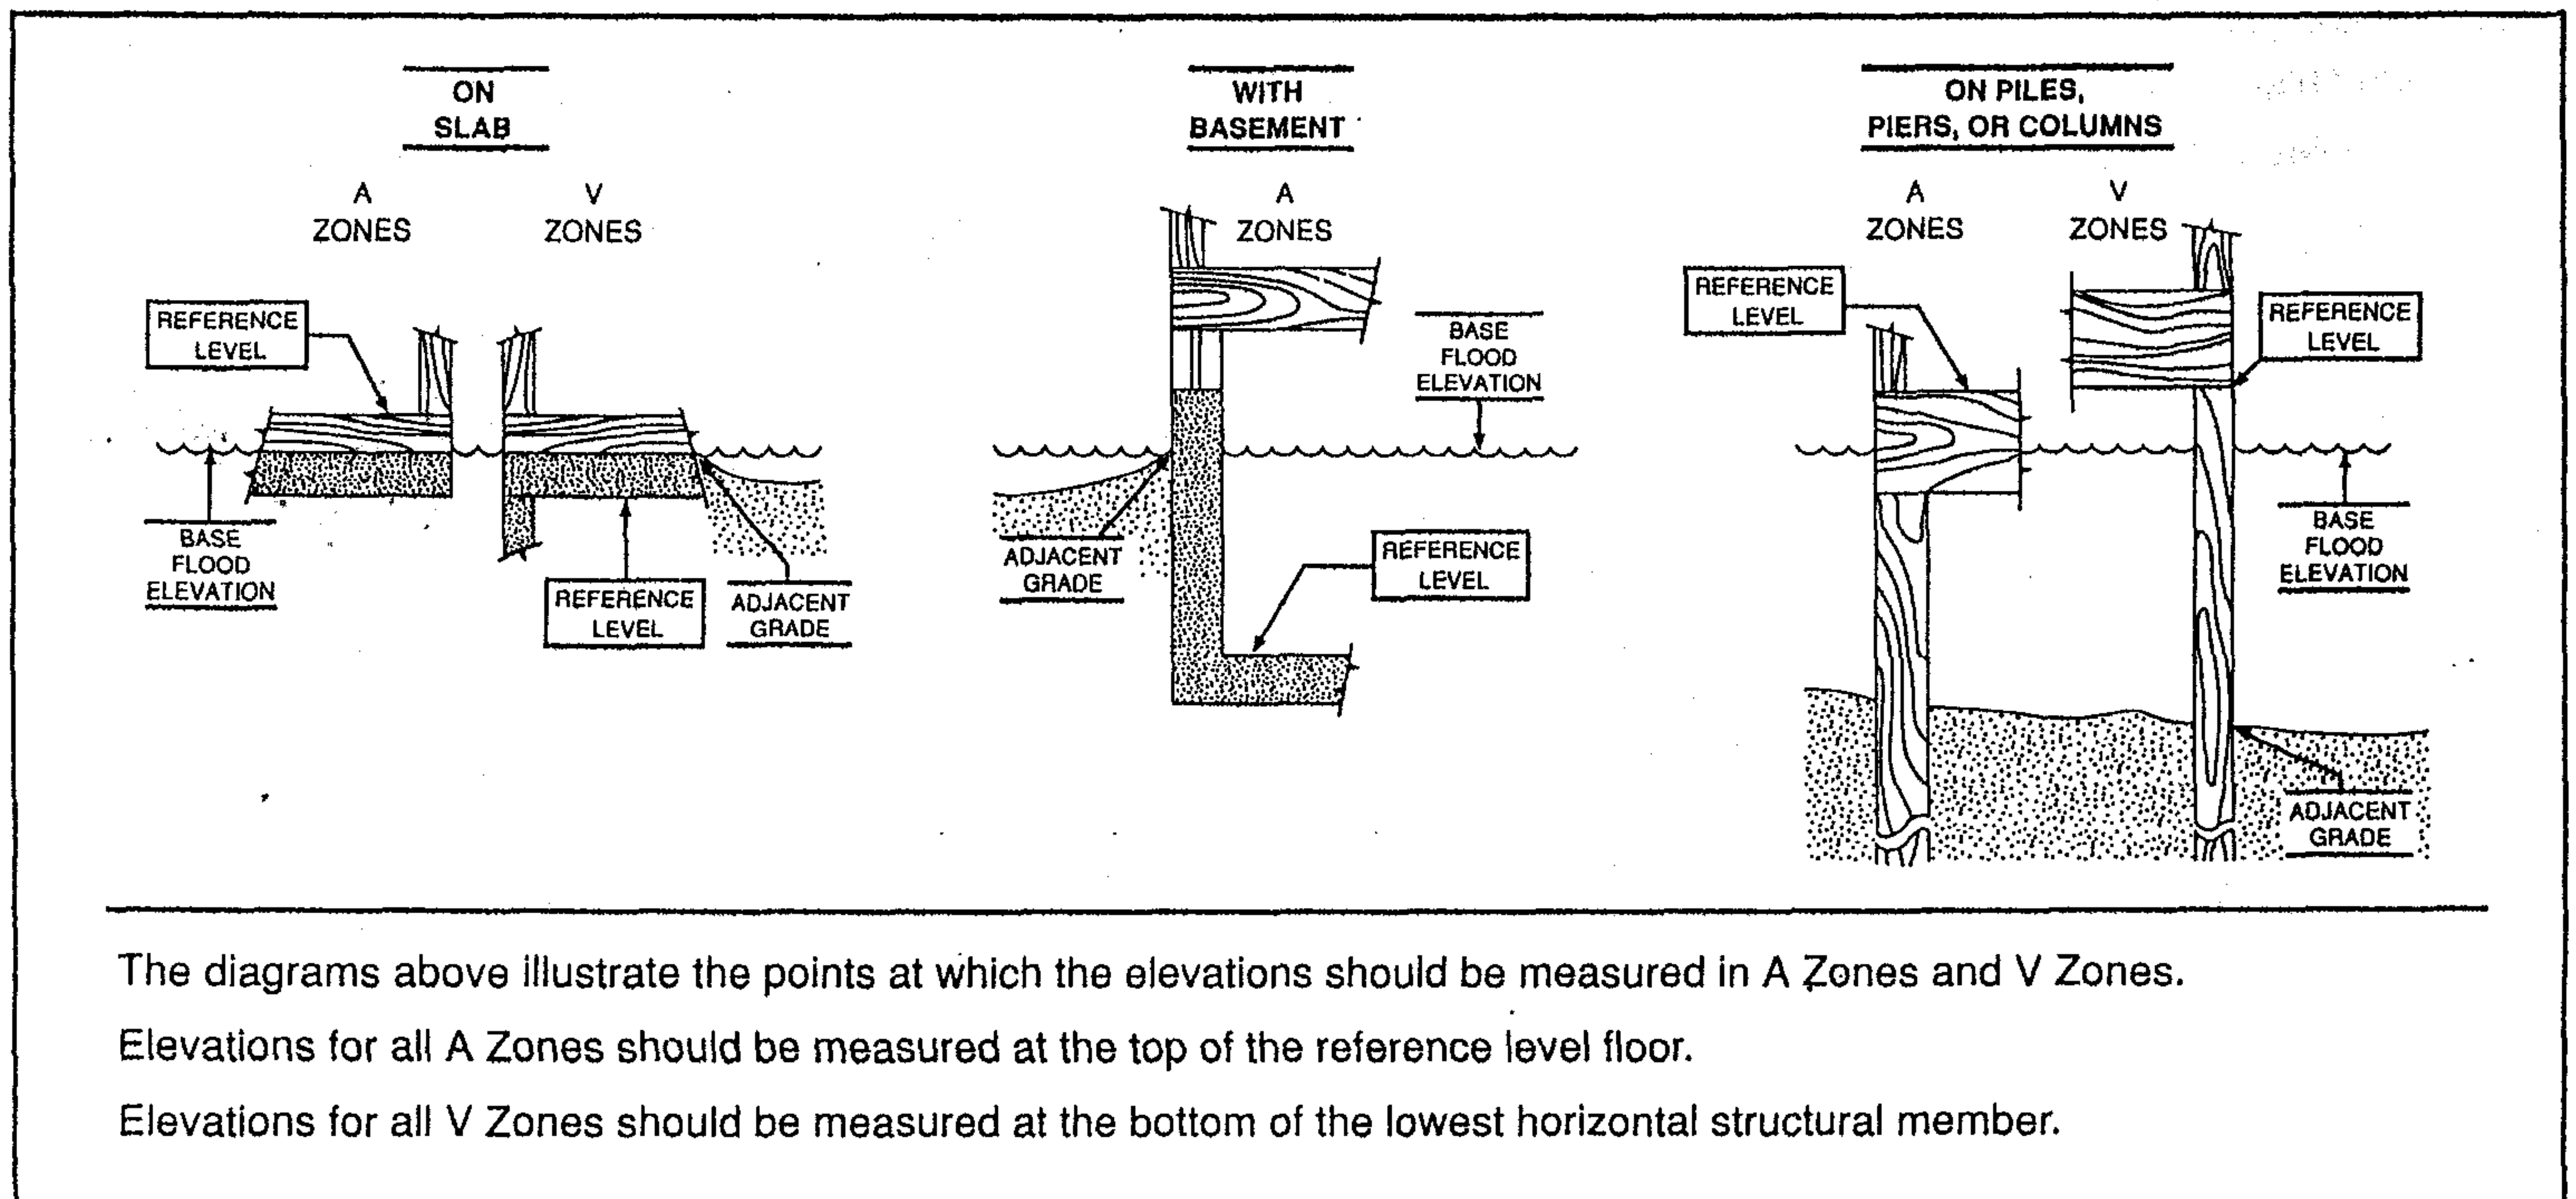 ON
SLAB
A
ZONES
V
ZONES
REFERENCE
LEVEL
BASE
FLOOD
ELEVATION
REFERENCE
LEVEL
ADJACENT
GRADE
WITH
BASEMENT
A
ZONES
BASE
FLOOD
ELEVATION
ADJACENT
GRADE
REFERENCE
LEVEL
ON PILES,
PIERS, OR COLUMNS
A
ZONES
V
ZONES
REFERENCE
LEVEL
REFERENCE
LEVEL
BASE
FLOOD
ELEVATION
ADJACENT
GRADE
The diagrams above illustrate the points at which the elevations should be measured in A Zones and V Zones.
Elevations for all A Zones should be measured at the top of the reference level floor.
Elevations for all V Zones should be measured at the bottom of the lowest horizontal structural member.